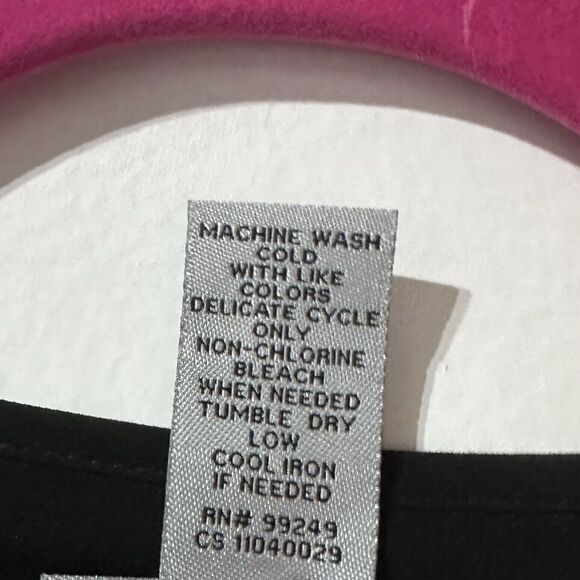 MACHINE WASH
COLD
WITH LIKE
COLORS
DELICATE CYCLE
ONLY
NON-CHLORINE
BLEACH
WHEN NEEDED
TUMBLE DRY
LOW
COOL IRON
IF NEEDED
RN# 99249
CS 11040029